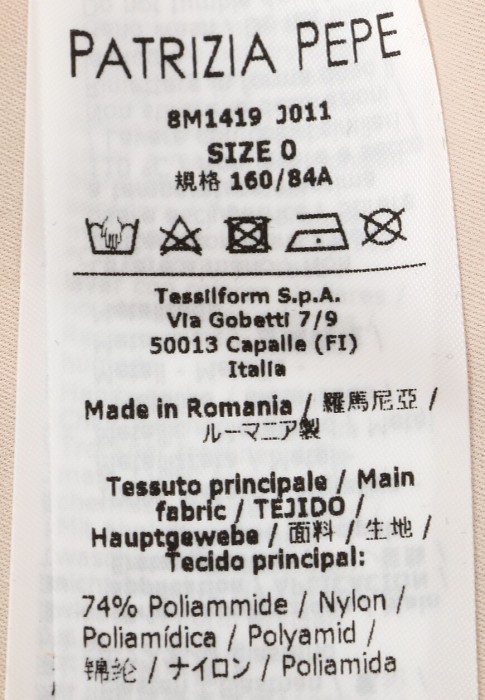 PATRIZIA PEPE
8M1419 J011
SIZE 0
規格 160/84A
Tessilform S.p.A.
Via Gobetti 7/9
50013 Capalle (FI)
Italia
Made in Romania / 羅馬尼亞 /
ルーマニア製
Tessuto principale / Main
fabric / TEJIDO /
Hauptgewebe / 面料 / 生地 /
Tecido principal:
74% Poliammide / Nylon /
Poliamídica / Polyamid /
锦纶 / ナイロン / Poliamida